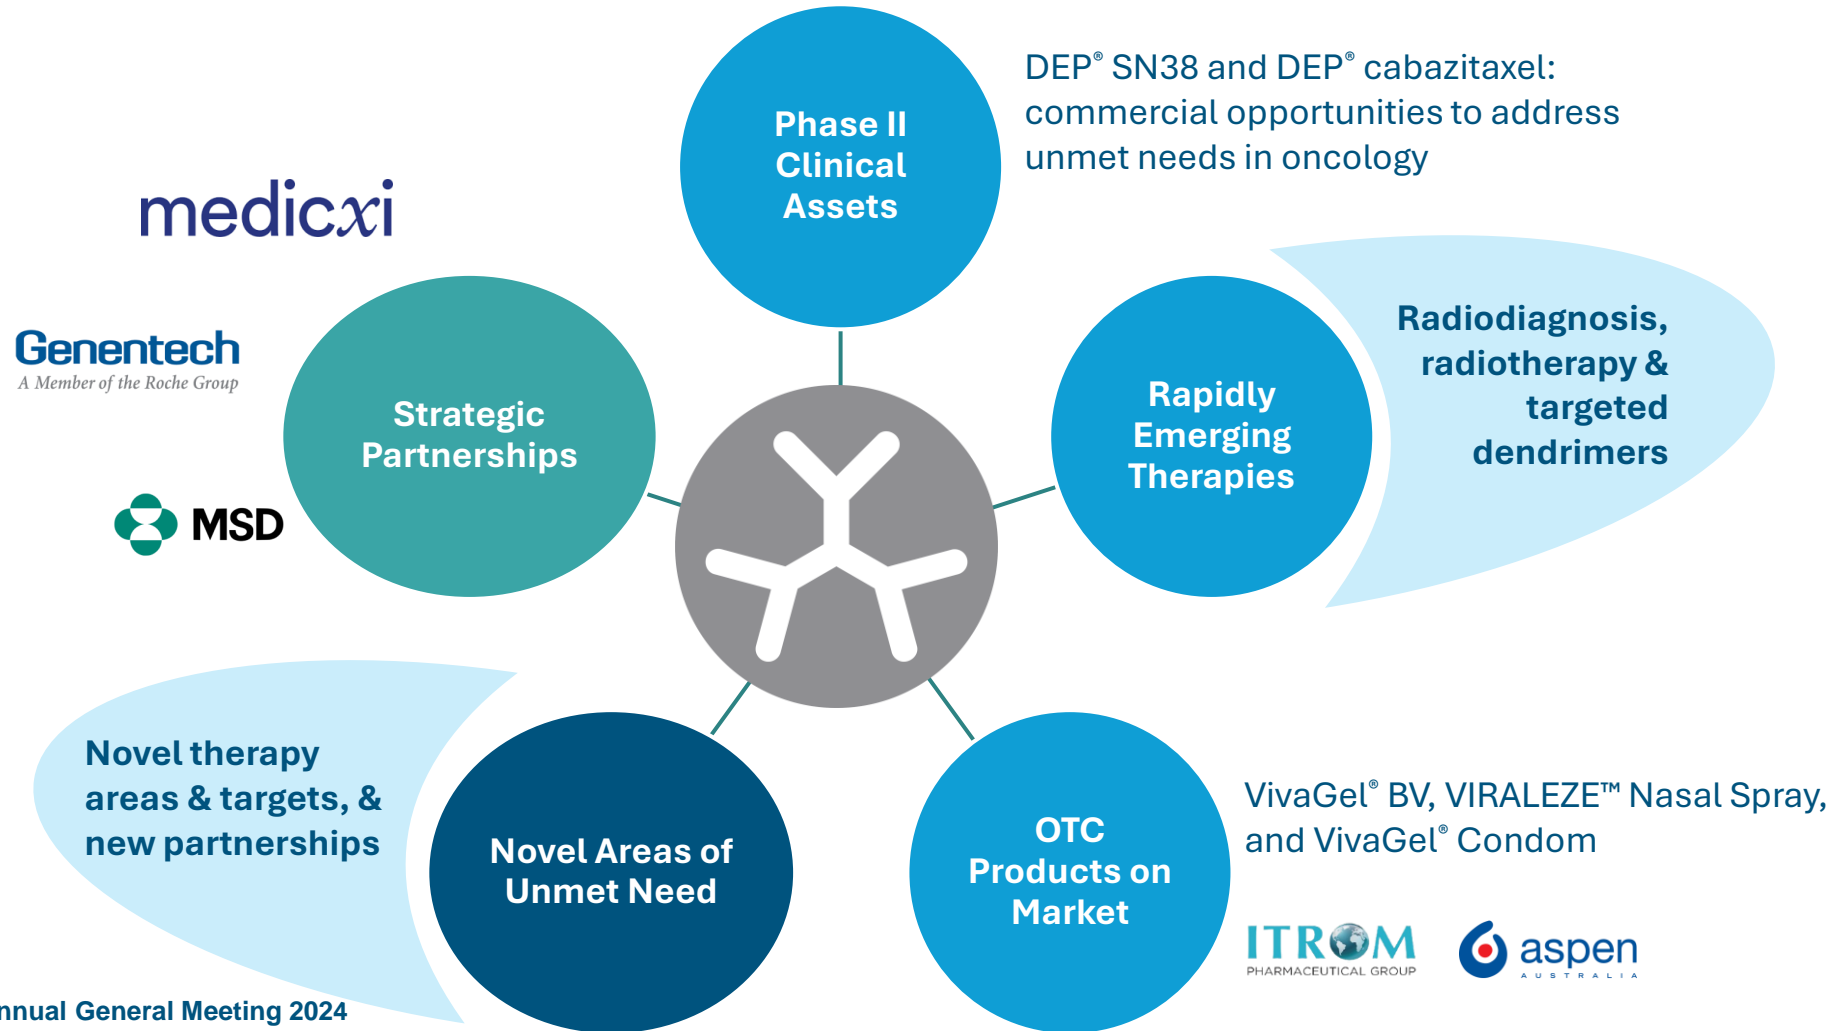 Phase II
Clinical
Assets
DEP® SN38 and DEP® cabazitaxel:
commercial opportunities to address
unmet needs in oncology
medicxi
Genentech
A Member of the Roche Group
MSD
Strategic
Partnerships
Rapidly
Emerging
Therapies
Radiodiagnosis,
radiotherapy &
targeted
dendrimers
Novel therapy
areas & targets, &
new partnerships
Novel Areas of
Unmet Need
OTC
Products on
Market
VivaGel® BV, VIRALEZE™ Nasal Spray,
and VivaGel® Condom
ITROM
PHARMACEUTICAL GROUP
aspen
AUSTRALIA
nnual General Meeting 2024